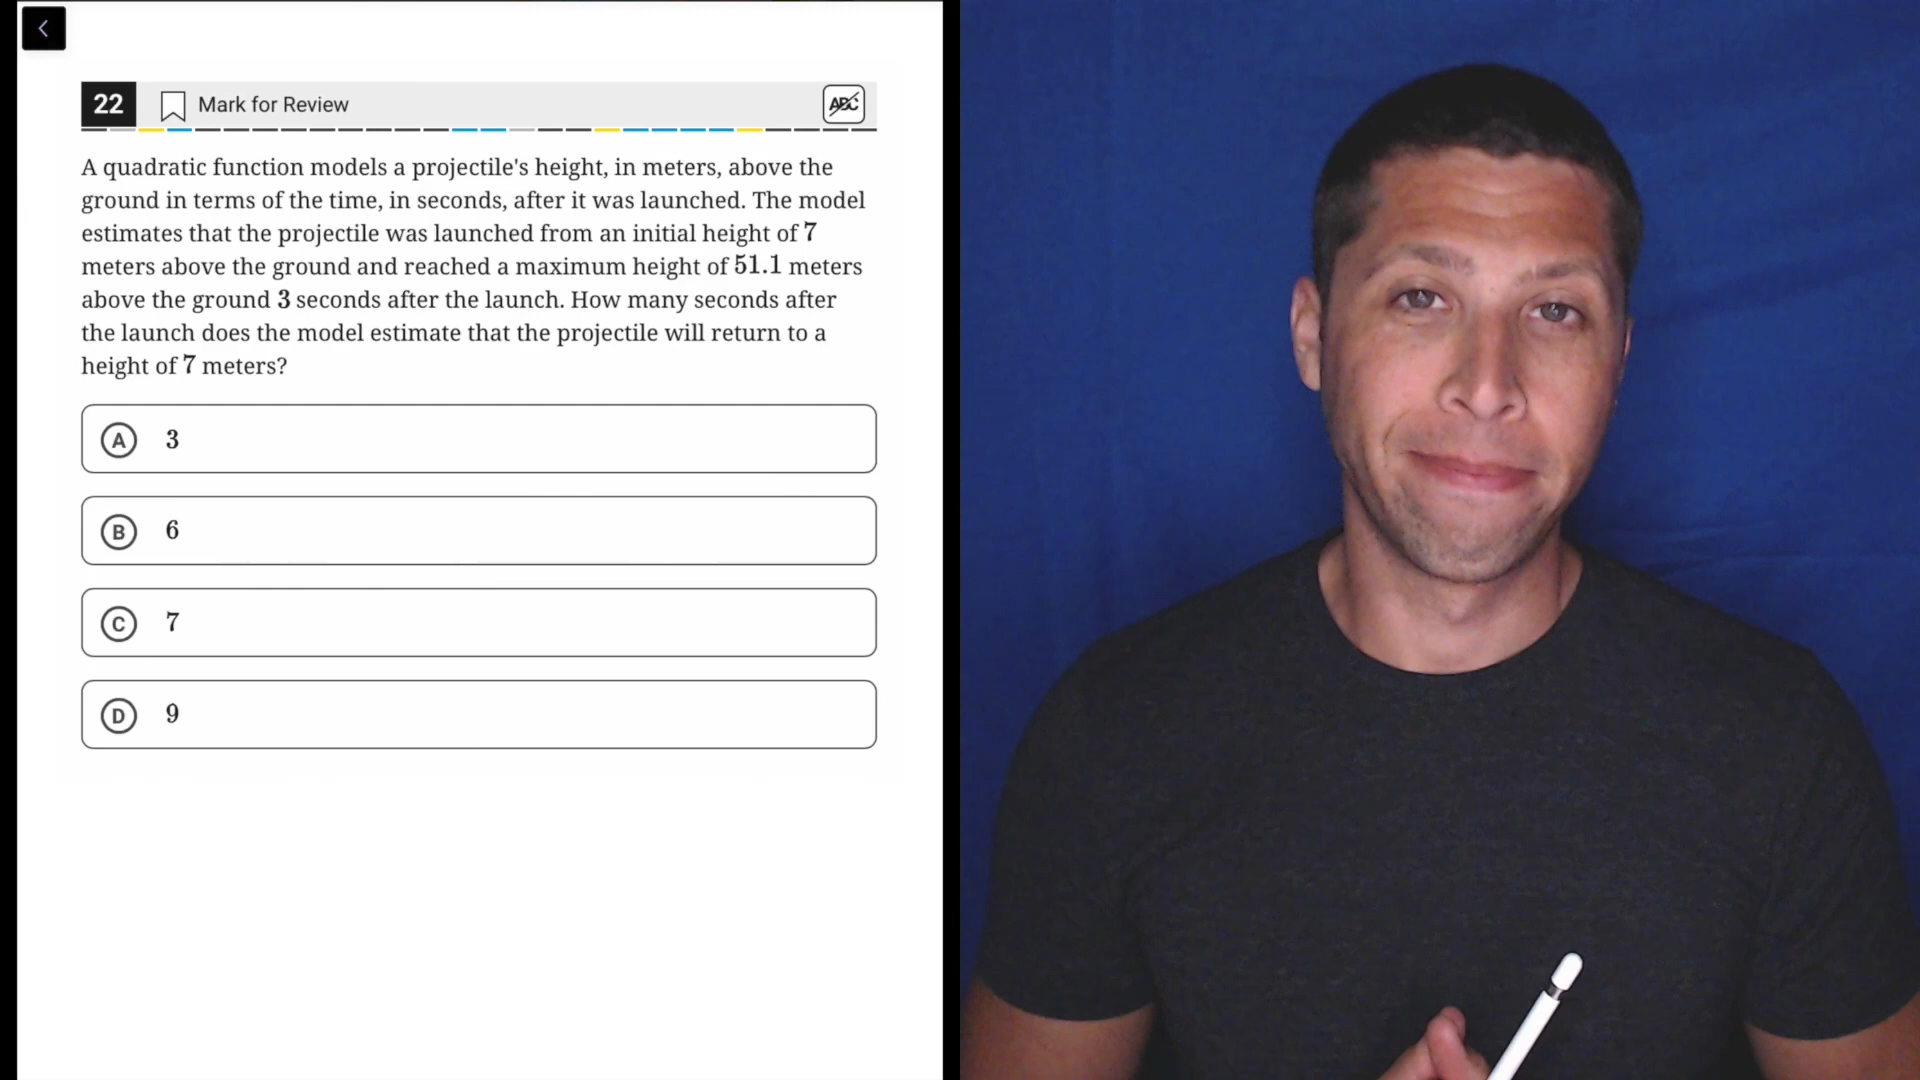 22 Mark for Review ABC
A quadratic function models a projectile's height, in meters, above the
ground in terms of the time, in seconds, after it was launched. The model
estimates that the projectile was launched from an initial height of 7
meters above the ground and reached a maximum height of 51.1 meters
above the ground 3 seconds after the launch. How many seconds after
the launch does the model estimate that the projectile will return to a
height of 7 meters?
A 3
B 6
C 7
D 9